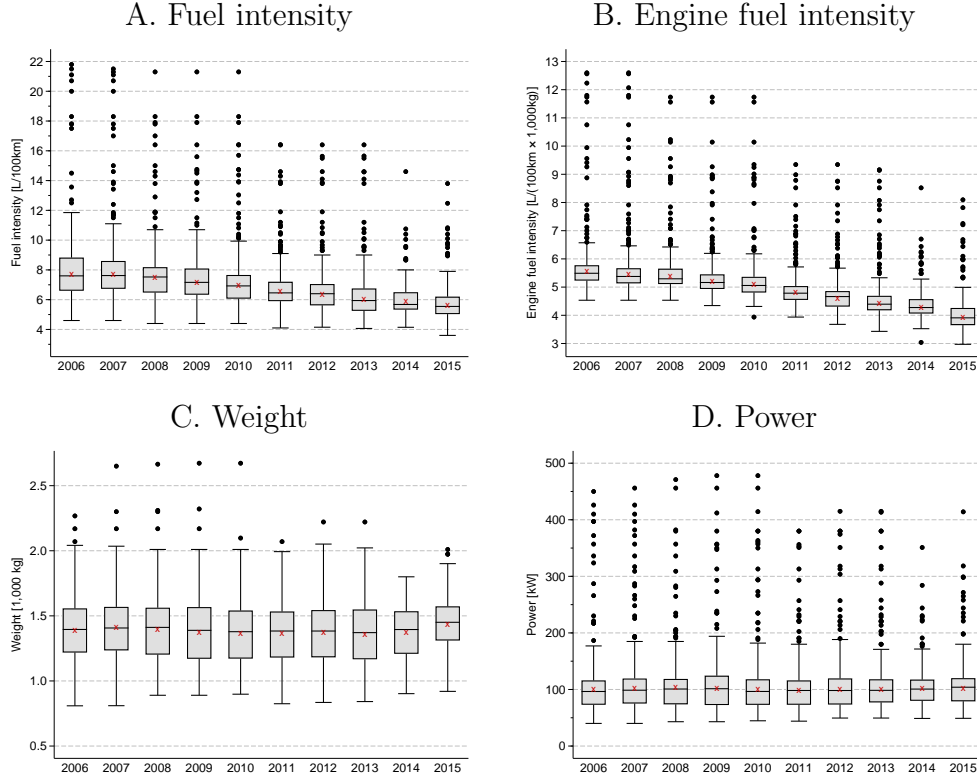 A. Fuel intensity
B. Engine fuel intensity
Fuel intensity [L/100km]
22
20
18
16
14
12
10
8
6
4
2006 2007 2008 2009 2010 2011 2012 2013 2014 2015
Engine fuel intensity [L/(100km × 1,000kg)]
13
12
11
10
9
8
7
6
5
4
3
2006 2007 2008 2009 2010 2011 2012 2013 2014 2015
C. Weight
D. Power
Weight [1,000 kg]
2.5
2.0
1.5
1.0
0.5
2006 2007 2008 2009 2010 2011 2012 2013 2014 2015
Power [kW]
500
400
300
200
100
0
2006 2007 2008 2009 2010 2011 2012 2013 2014 2015